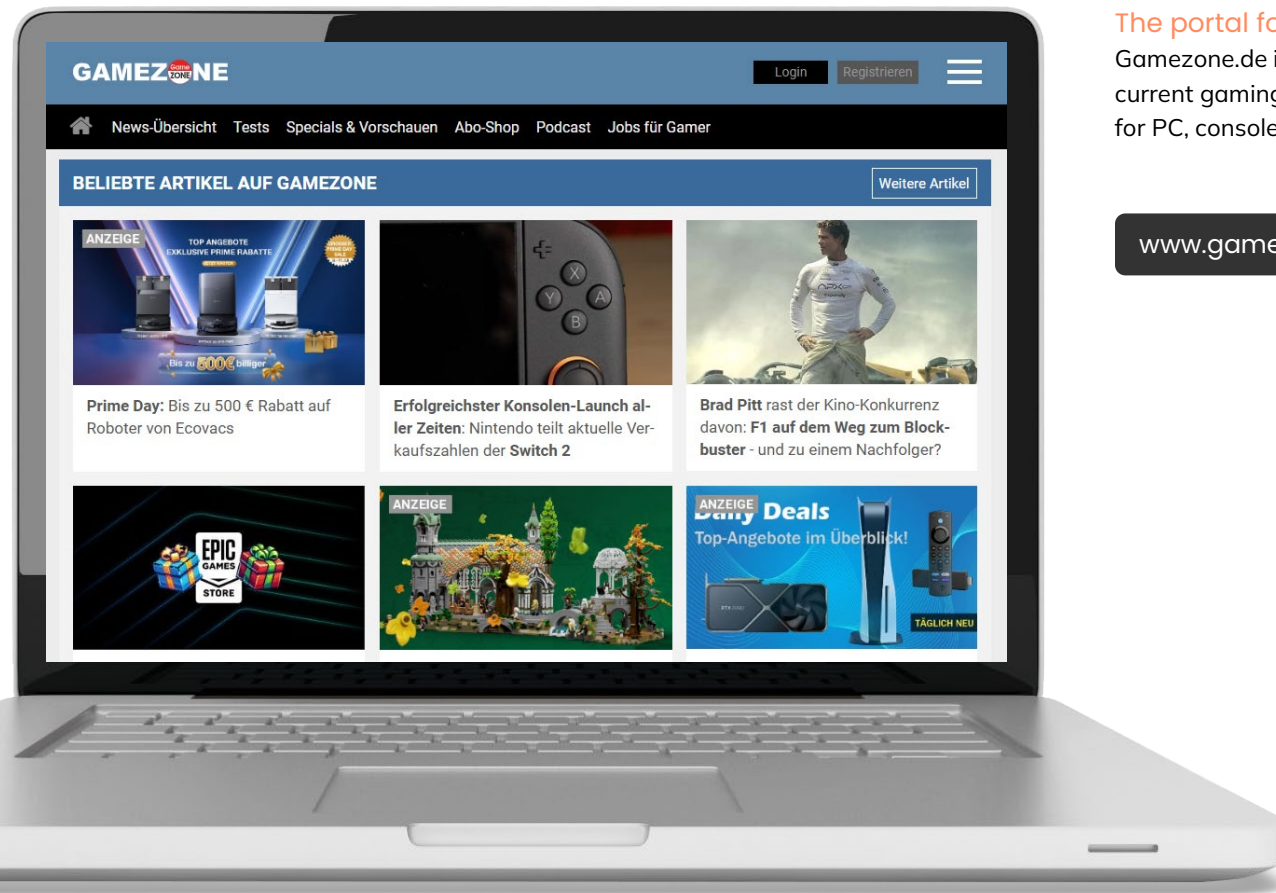 GAMEZONE
Game
ZONE
Login
Registrieren
News-Übersicht Tests Specials & Vorschauen Abo-Shop Podcast Jobs für Gamer
BELIEBTE ARTIKEL AUF GAMEZONE
Weitere Artikel
ANZEIGE
TOP ANGEBOTE
EXKLUSIVE PRIME RABATTE
Bis zu 500€ billiger
Prime Day: Bis zu 500 € Rabatt auf
Roboter von Ecovacs
X
Y A
B
Erfolgreichster Konsolen-Launch al-
ler Zeiten: Nintendo teilt aktuelle Ver-
kaufszahlen der Switch 2
APXGP
Brad Pitt rast der Kino-Konkurrenz
davon: F1 auf dem Weg zum Block-
buster - und zu einem Nachfolger?
EPIC
GAMES
STORE
ANZEIGE
ANZEIGE
Daily Deals
Top-Angebote im Überblick!
TÄGLICH NEU
The portal fo
Gamezone.de i
current gaming
for PC, console
www.game